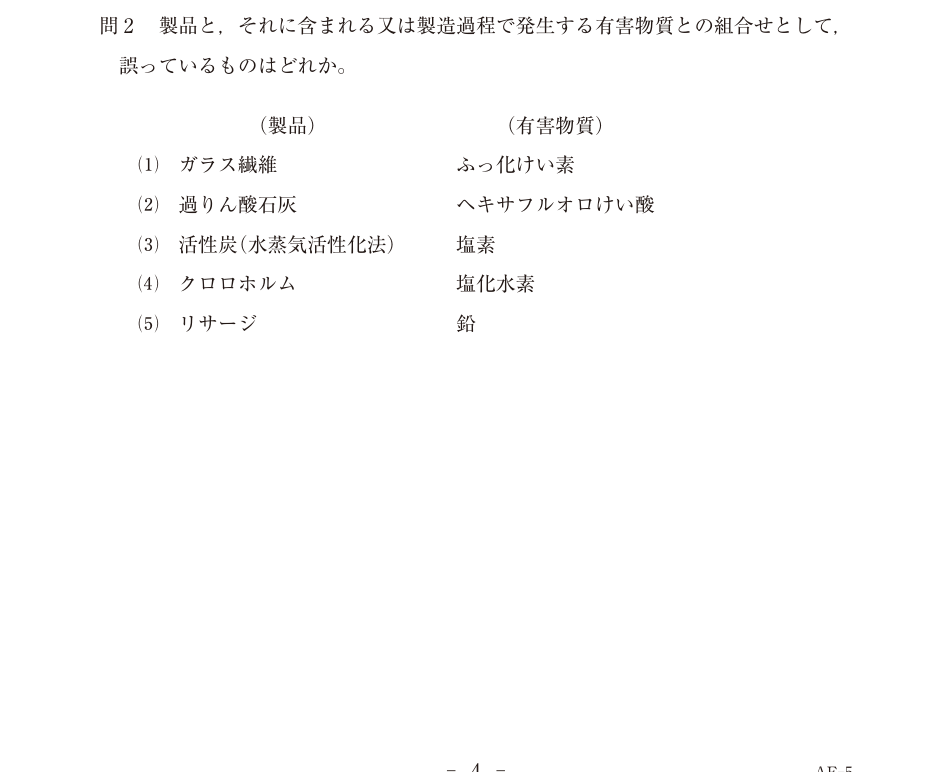 問２　製品と，それに含まれる又は製造過程で発生する有害物質との組合せとして，
誤っているものはどれか。
（製品）　（有害物質）
⑴　ガラス繊維　ふっ化けい素
⑵　過りん酸石灰　ヘキサフルオロけい酸
⑶　活性炭（水蒸気活性化法）　塩素
⑷　クロロホルム　塩化水素
⑸　リサージ　鉛
－ 4 －　AE-5